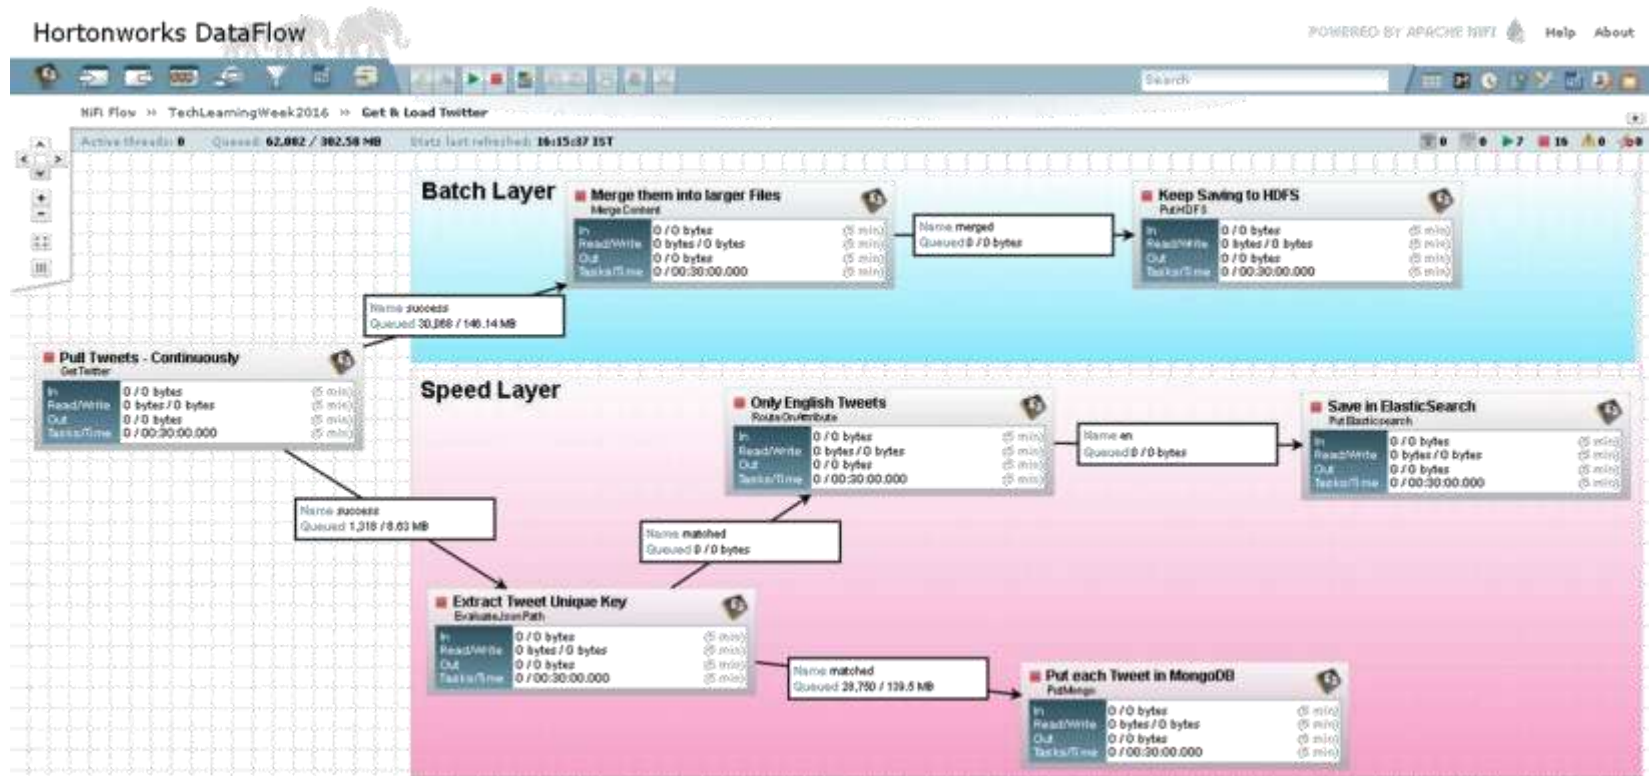 Hortonworks DataFlow
POWERED BY APACHE NIFI Help About
Search
NiFi Flow » TechLearningWeek2016 » Get & Load Twitter
Active threads: 0 Queued: 62,082 / 302.58 MB Stats last refreshed: 16:15:37 IST
0 0 7 16 0 0
Batch Layer
Merge them into larger Files
MergeContent
In 0 / 0 bytes (5 min)
Read/Write 0 bytes / 0 bytes (5 min)
Out 0 / 0 bytes (5 min)
Tasks/Time 0 / 00:30:00.000 (5 min)
Name merged
Queued 0 / 0 bytes
Keep Saving to HDFS
PutHDFS
In 0 / 0 bytes (5 min)
Read/Write 0 bytes / 0 bytes (5 min)
Out 0 / 0 bytes (5 min)
Tasks/Time 0 / 00:30:00.000 (5 min)
Name success
Queued / 146.14 MB
Pull Tweets - Continuously
GetTwitter
In 0 / 0 bytes (5 min)
Read/Write 0 bytes / 0 bytes (5 min)
Out 0 / 0 bytes (5 min)
Tasks/Time 0 / 00:30:00.000 (5 min)
Speed Layer
Only English Tweets
RouteOnAttribute
In 0 / 0 bytes (5 min)
Read/Write 0 bytes / 0 bytes (5 min)
Out 0 / 0 bytes (5 min)
Tasks/Time 0 / 00:30:00.000 (5 min)
Name en
Queued 0 / 0 bytes
Save in ElasticSearch
PutElasticsearch
In 0 / 0 bytes (5 min)
Read/Write 0 bytes / 0 bytes (5 min)
Out 0 / 0 bytes (5 min)
Tasks/Time 0 / 00:30:00.000 (5 min)
Name success
Queued 1,318 / 8.63 MB
Name matched
Queued 0 / 0 bytes
Extract Tweet Unique Key
EvaluateJsonPath
In 0 / 0 bytes (5 min)
Read/Write 0 bytes / 0 bytes (5 min)
Out 0 / 0 bytes (5 min)
Tasks/Time 0 / 00:30:00.000 (5 min)
Name matched
Queued 28,750 / 139.5 MB
Put each Tweet in MongoDB
PutMongo
In 0 / 0 bytes (5 min)
Read/Write 0 bytes / 0 bytes (5 min)
Out 0 / 0 bytes (5 min)
Tasks/Time 0 / 00:30:00.000 (5 min)